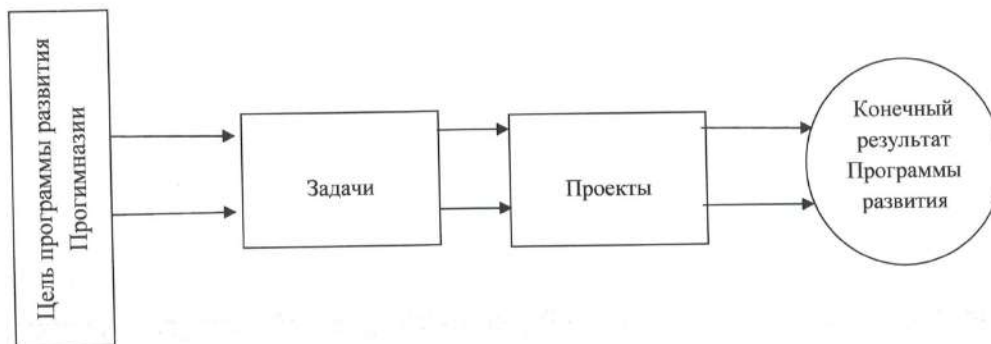 Цель программы развития
Прогимназии
Задачи
Проекты
Конечный
результат
Программы
развития